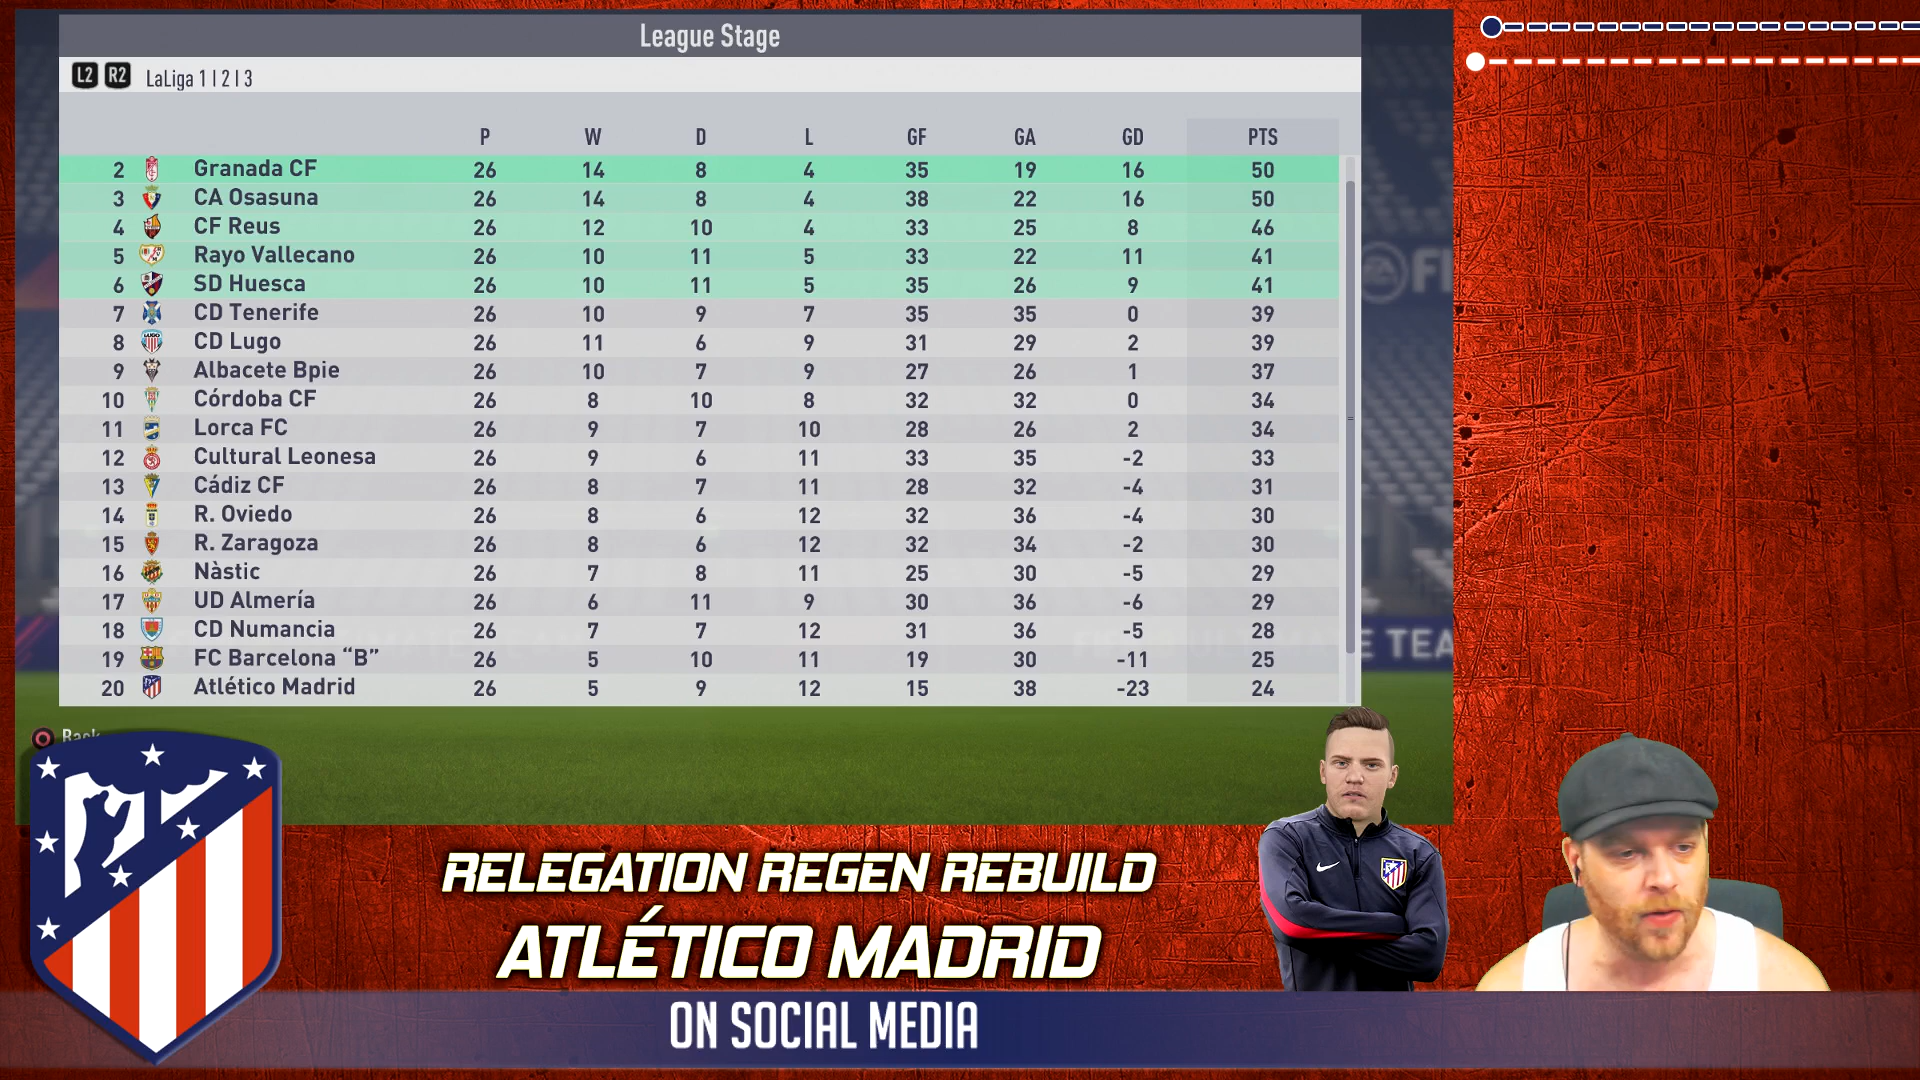 League Stage
L2 R2 LaLiga 1 | 2 | 3
P W D L GF GA GD PTS
2 Granada CF 26 14 8 4 35 19 16 50
3 CA Osasuna 26 14 8 4 38 22 16 50
4 CF Reus 26 12 10 4 33 25 8 46
5 Rayo Vallecano 26 10 11 5 33 22 11 41
6 SD Huesca 26 10 11 5 35 26 9 41
7 CD Tenerife 26 10 9 7 35 35 0 39
8 CD Lugo 26 11 6 9 31 29 2 39
9 Albacete Bpie 26 10 7 9 27 26 1 37
10 Córdoba CF 26 8 10 8 32 32 0 34
11 Lorca FC 26 9 7 10 28 26 2 34
12 Cultural Leonesa 26 9 6 11 33 35 -2 33
13 Cádiz CF 26 8 7 11 28 32 -4 31
14 R. Oviedo 26 8 6 12 32 36 -4 30
15 R. Zaragoza 26 8 6 12 32 34 -2 30
16 Nàstic 26 7 8 11 25 30 -5 29
17 UD Almería 26 6 11 9 30 36 -6 29
18 CD Numancia 26 7 7 12 31 36 -5 28
19 FC Barcelona “B” 26 5 10 11 19 30 -11 25
20 Atlético Madrid 26 5 9 12 15 38 -23 24
Back
RELEGATION REGEN REBUILD
ATLÉTICO MADRID
ON SOCIAL MEDIA